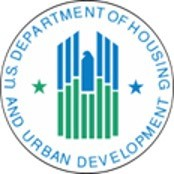 U.S. DEPARTMENT OF HOUSING
AND URBAN DEVELOPMENT